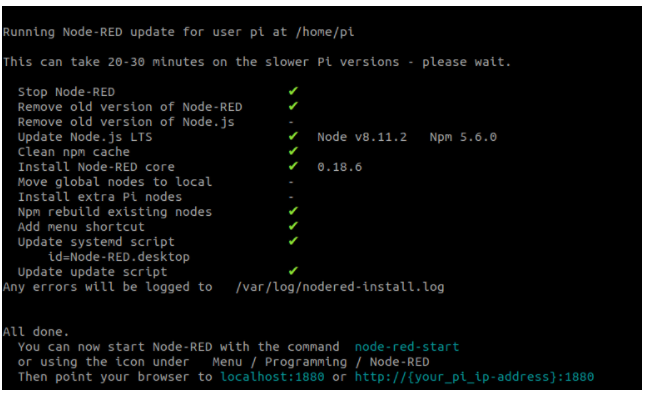 Running Node-RED update for user pi at /home/pi
This can take 20-30 minutes on the slower Pi versions - please wait.
Stop Node-RED ✔
Remove old version of Node-RED ✔
Remove old version of Node.js -
Update Node.js LTS ✔ Node v8.11.2 Npm 5.6.0
Clean npm cache ✔
Install Node-RED core ✔ 0.18.6
Move global nodes to local -
Install extra Pi nodes -
Npm rebuild existing nodes ✔
Add menu shortcut ✔
Update systemd script ✔
id=Node-RED.desktop
Update update script ✔
Any errors will be logged to /var/log/nodered-install.log
All done.
You can now start Node-RED with the command node-red-start
or using the icon under Menu / Programming / Node-RED
Then point your browser to localhost:1880 or http://{your_pi_ip-address}:1880